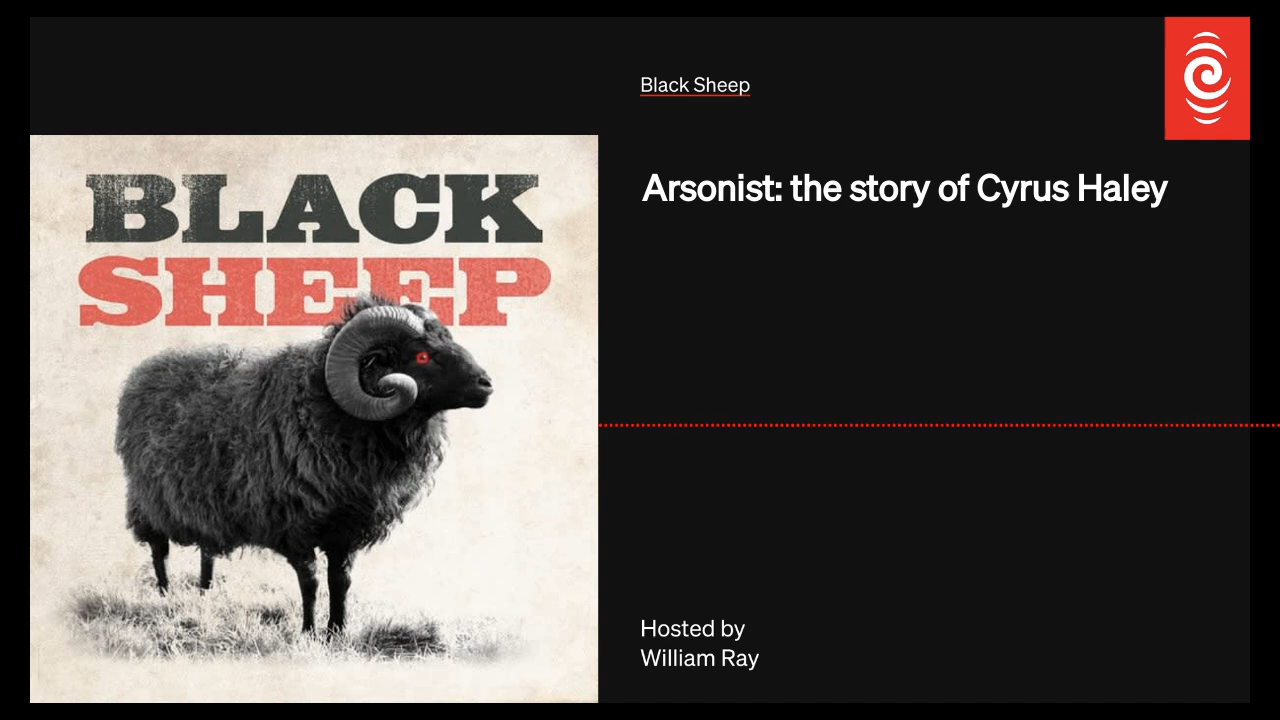 Black Sheep
Arsonist: the story of Cyrus Haley
BLACK
SHEEP
Hosted by
William Ray